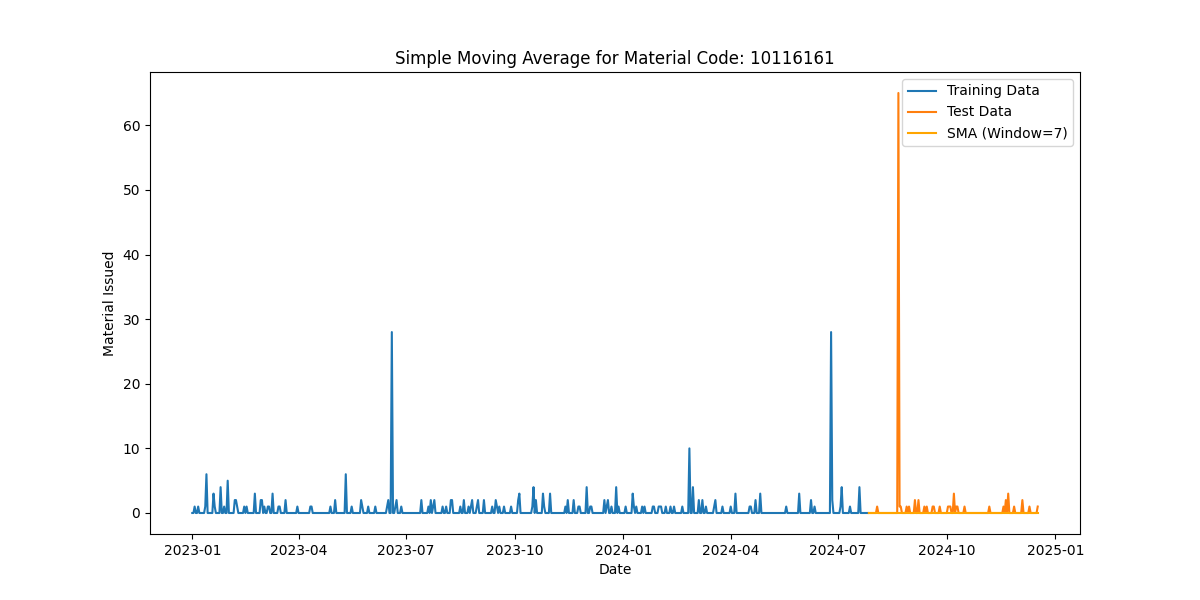 Simple Moving Average for Material Code: 10116161
Training Data
Test Data
SMA (Window=7)
Material Issued
60
50
40
30
20
10
0
2023-01 2023-04 2023-07 2023-10 2024-01 2024-04 2024-07 2024-10 2025-01
Date